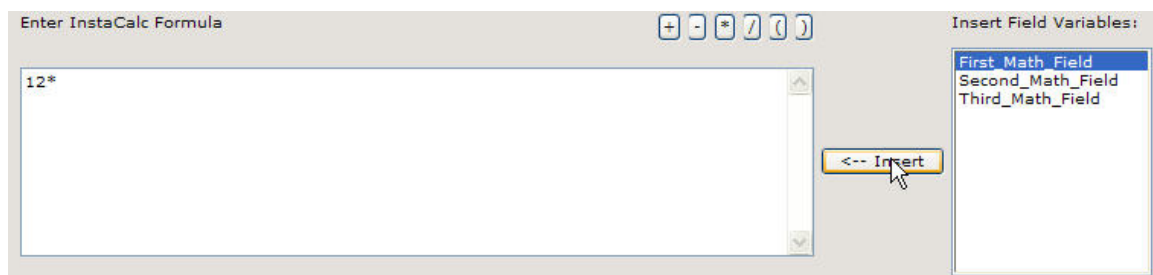 Enter InstaCalc Formula
+ - * / ( )
Insert Field Variables:
12*
First_Math_Field
Second_Math_Field
Third_Math_Field
<-- Insert